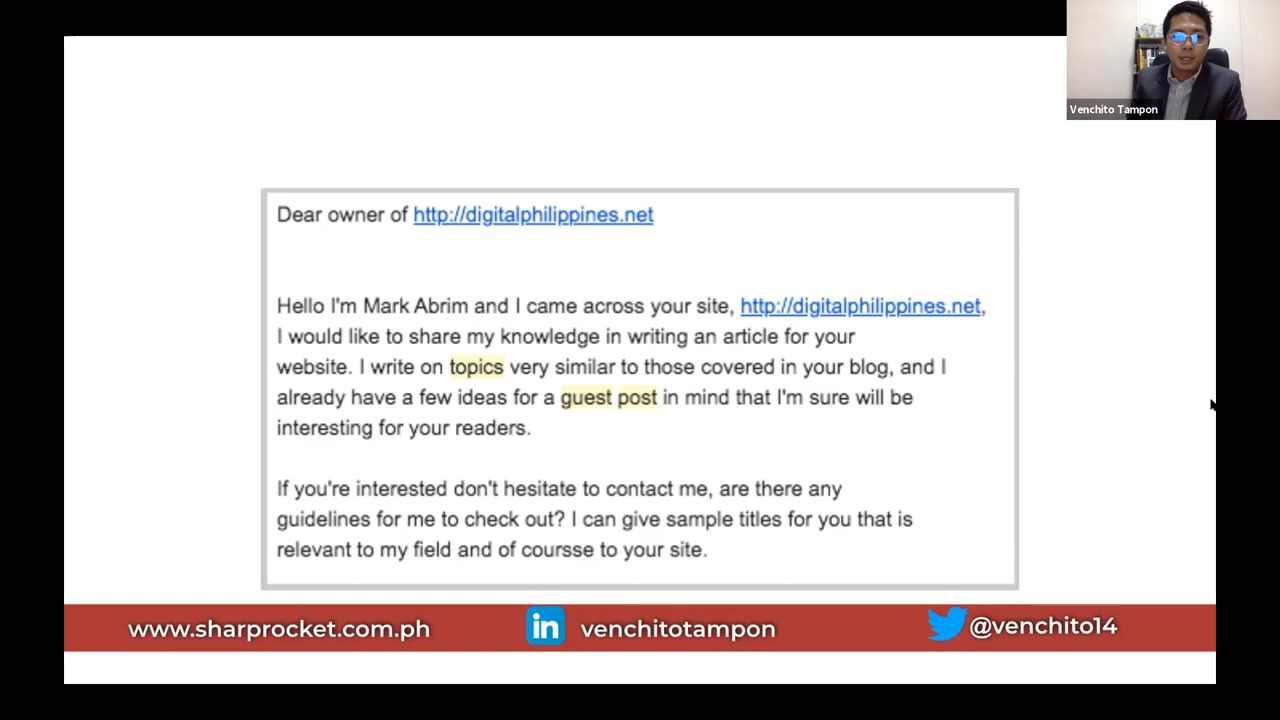 Venchito Tampon
Dear owner of http://digitalphilippines.net
Hello I'm Mark Abrim and I came across your site, http://digitalphilippines.net,
I would like to share my knowledge in writing an article for your
website. I write on topics very similar to those covered in your blog, and I
already have a few ideas for a guest post in mind that I'm sure will be
interesting for your readers.
If you're interested don't hesitate to contact me, are there any
guidelines for me to check out? I can give sample titles for you that is
relevant to my field and of coursse to your site.
www.sharprocket.com.ph
in venchitotampon
@venchito14